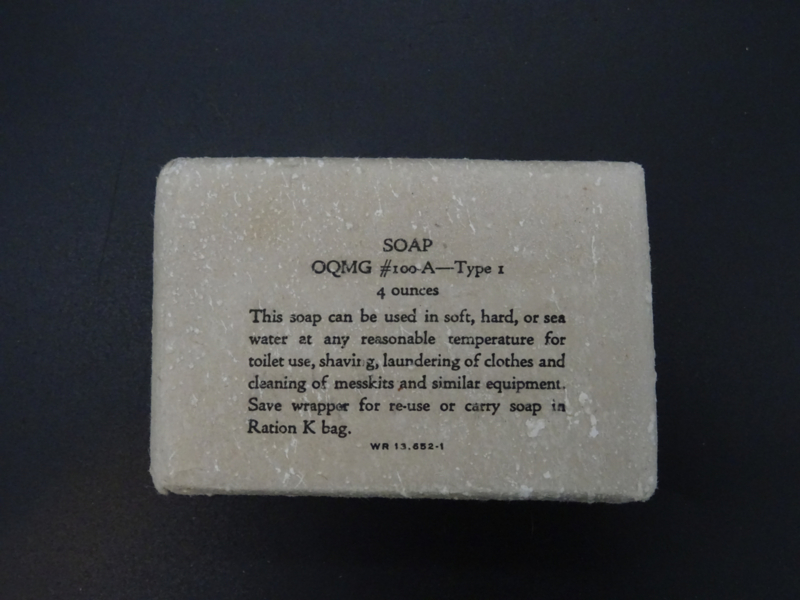 SOAP
OQMG #100-A—Type 1
4 ounces
This soap can be used in soft, hard, or sea
water at any reasonable temperature for
toilet use, shaving, laundering of clothes and
cleaning of messkits and similar equipment.
Save wrapper for re-use or carry soap in
Ration K bag.
WR 13,652-1